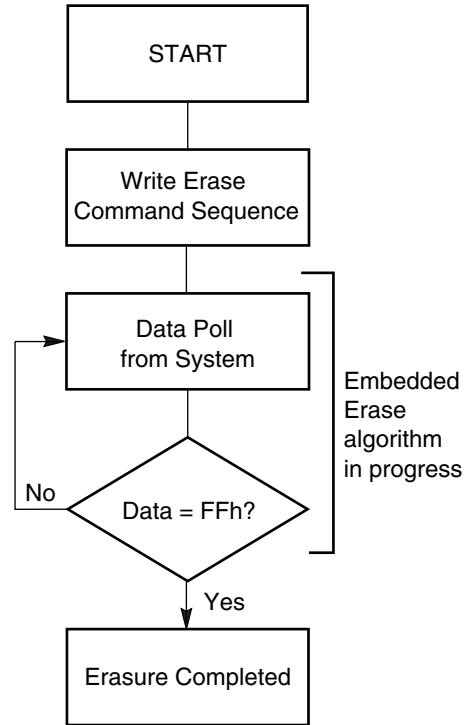 START
Write Erase
Command Sequence
Data Poll
from System
Embedded
Erase
algorithm
in progress
No
Data = FFh?
Yes
Erasure Completed